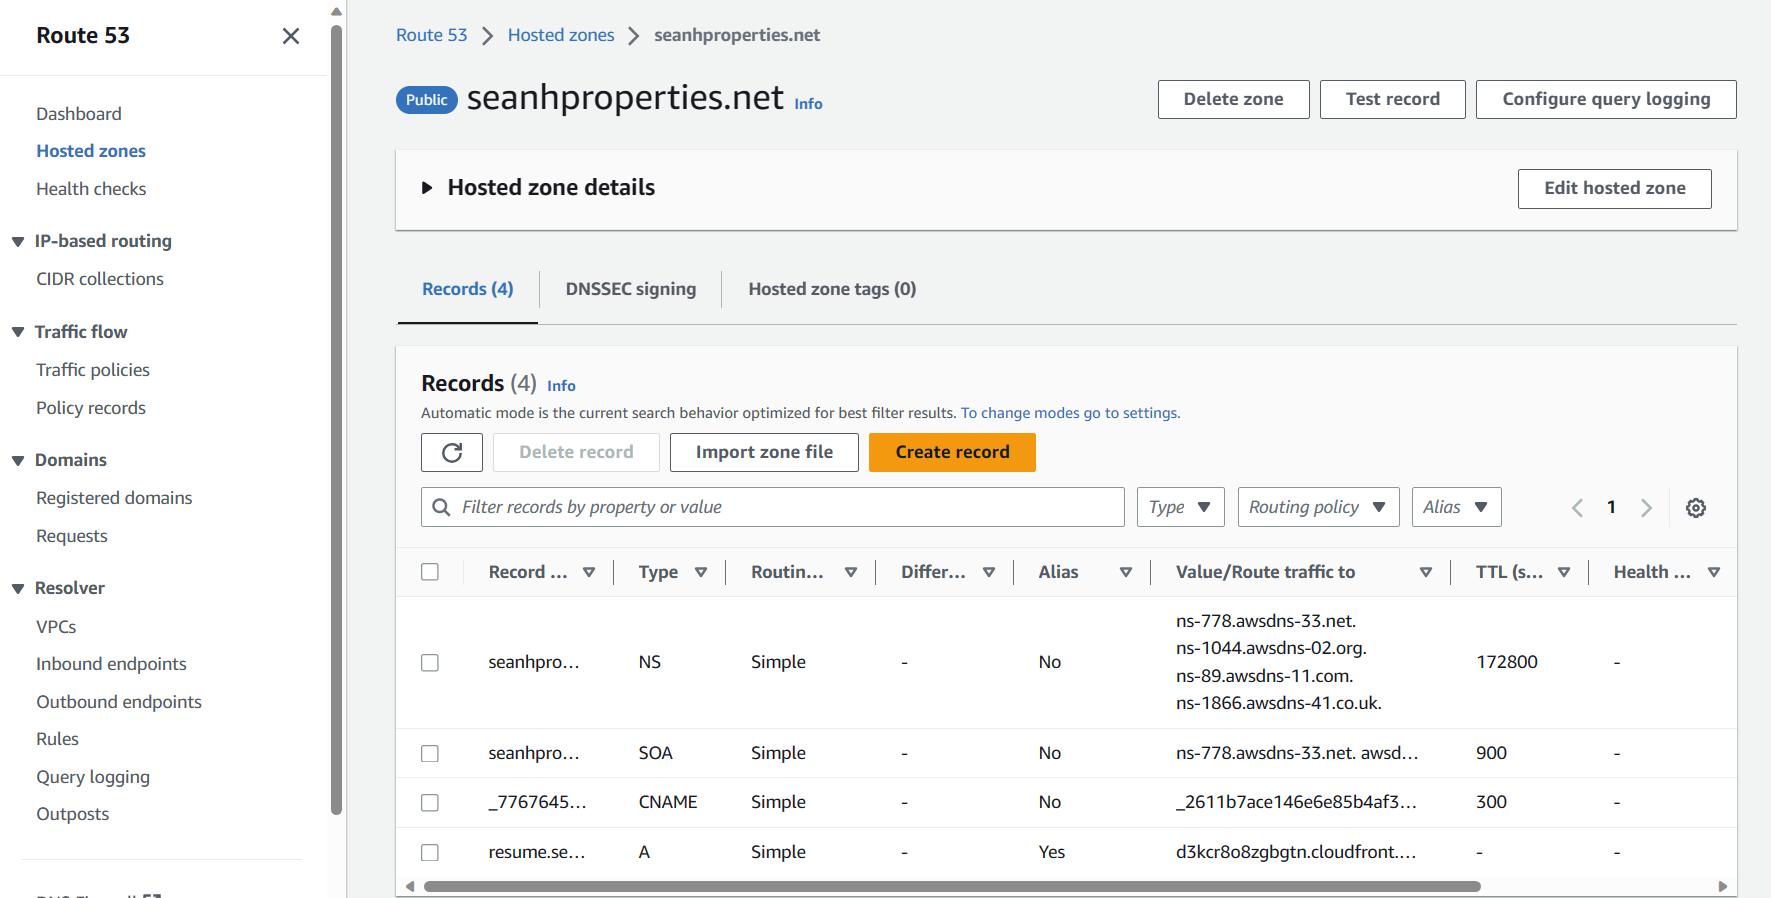 Route 53
Dashboard
Hosted zones
Health checks
IP-based routing
CIDR collections
Traffic flow
Traffic policies
Policy records
Domains
Registered domains
Requests
Resolver
VPCs
Inbound endpoints
Outbound endpoints
Rules
Query logging
Outposts
Route 53 Hosted zones seanhproperties.net
Public seanhproperties.net Info
Delete zone Test record Configure query logging
Hosted zone details Edit hosted zone
Records (4) DNSSEC signing Hosted zone tags (0)
Records (4) Info
Automatic mode is the current search behavior optimized for best filter results. To change modes go to settings.
Delete record Import zone file Create record
Filter records by property or value Type Routing policy Alias 1
Record ... Type Routin... Differ... Alias Value/Route traffic to TTL (s... Health ...
ns-778.awsdns-33.net.
ns-1044.awsdns-02.org.
seanhpro... NS Simple - No ns-89.awsdns-11.com. 172800 -
ns-1866.awsdns-41.co.uk.
seanhpro... SOA Simple - No ns-778.awsdns-33.net. awsd... 900 -
_7767645... CNAME Simple - No _2611b7ace146e6e85b4af3... 300 -
resume.se... A Simple - Yes d3kcr8o8zgbgtn.cloudfront.... - -